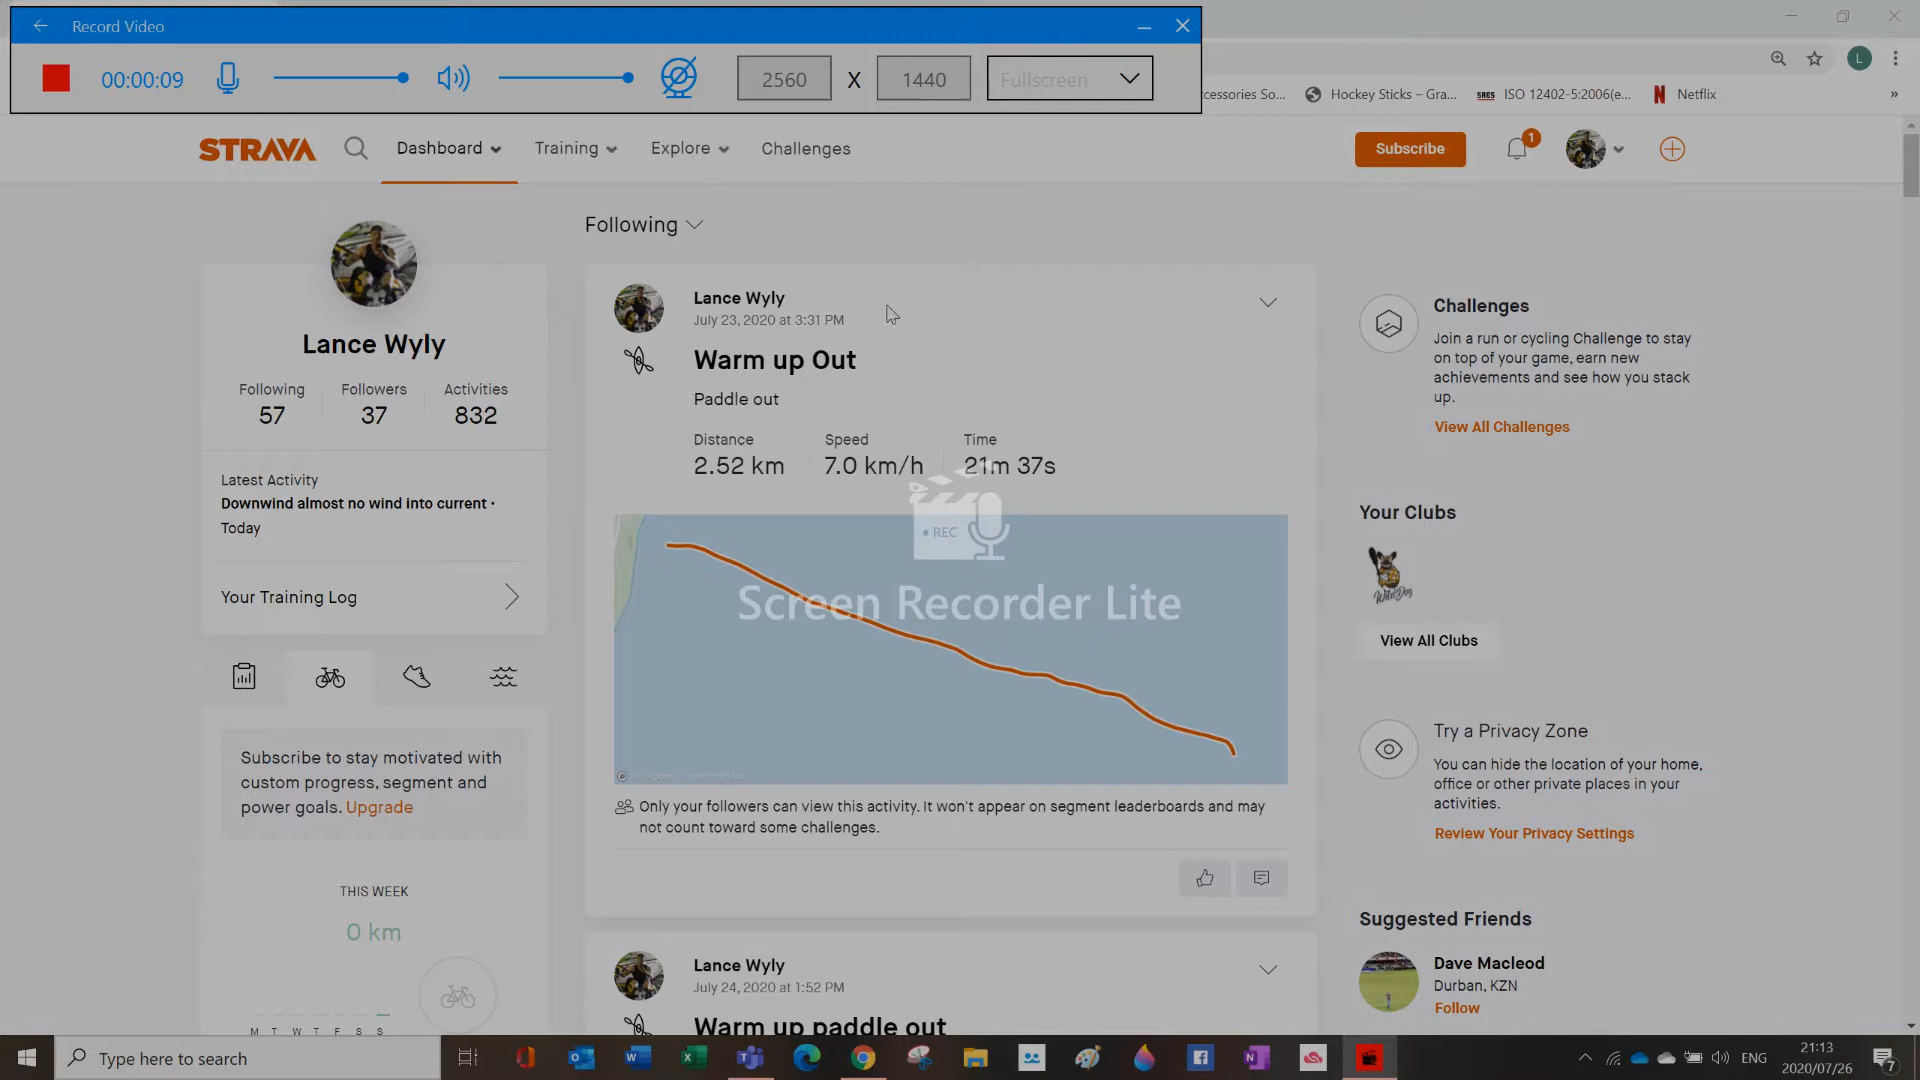 Record Video
00:00:09
2560 X 1440 Fullscreen
ccessories So... Hockey Sticks – Gra... SABS ISO 12402-5:2006(e... Netflix
L
»
STRAVA Dashboard Training Explore Challenges Subscribe 1
Following
Lance Wyly
Following Followers Activities
57 37 832
Latest Activity
Downwind almost no wind into current •
Today
Your Training Log
Subscribe to stay motivated with
custom progress, segment and
power goals. Upgrade
THIS WEEK
0 km
M T W T F S S
Lance Wyly
July 23, 2020 at 3:31 PM
Warm up Out
Paddle out
Distance Speed Time
2.52 km 7.0 km/h 21m 37s
• REC
Screen Recorder Lite
Only your followers can view this activity. It won't appear on segment leaderboards and may
not count toward some challenges.
Lance Wyly
July 24, 2020 at 1:52 PM
Warm up paddle out
Challenges
Join a run or cycling Challenge to stay
on top of your game, earn new
achievements and see how you stack
up.
View All Challenges
Your Clubs
View All Clubs
Try a Privacy Zone
You can hide the location of your home,
office or other private places in your
activities.
Review Your Privacy Settings
Suggested Friends
Dave Macleod
Durban, KZN
Follow
Type here to search
ENG
21:13
2020/07/26
7